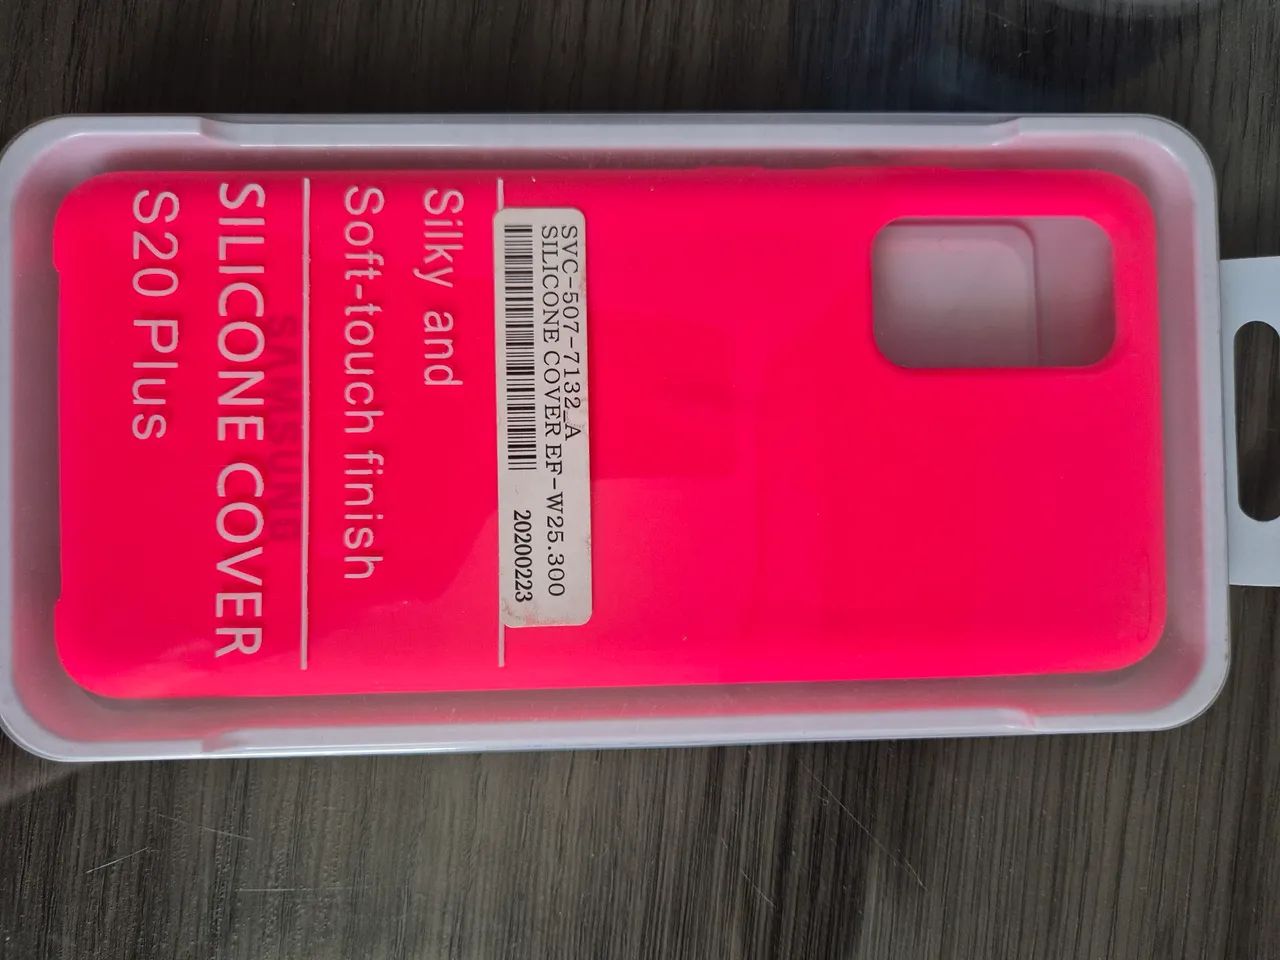 SVC-507-7132_A
SILICONE COVER EF-W25.300
20200223
Silky and
Soft-touch finish
SILICONE COVER
SAMSUNG
S20 Plus